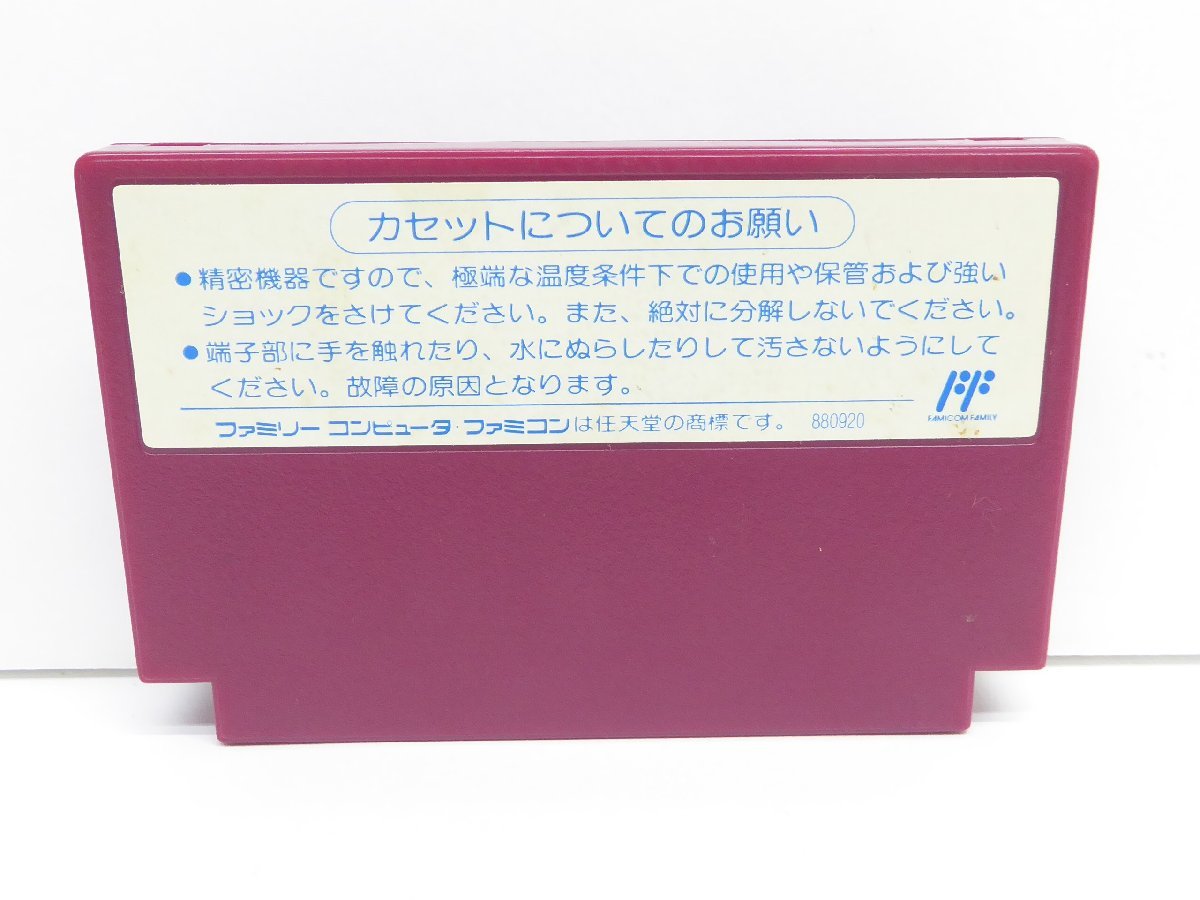 カセットについてのお願い
●精密機器ですので、極端な温度条件下での使用や保管および強い
ショックをさけてください。また、絶対に分解しないでください。
●端子部に手を触れたり、水にぬらしたりして汚さないようにして
ください。故障の原因となります。
FAMICOM FAMILY
ファミリーコンピュータ・ファミコンは任天堂の商標です。 880920